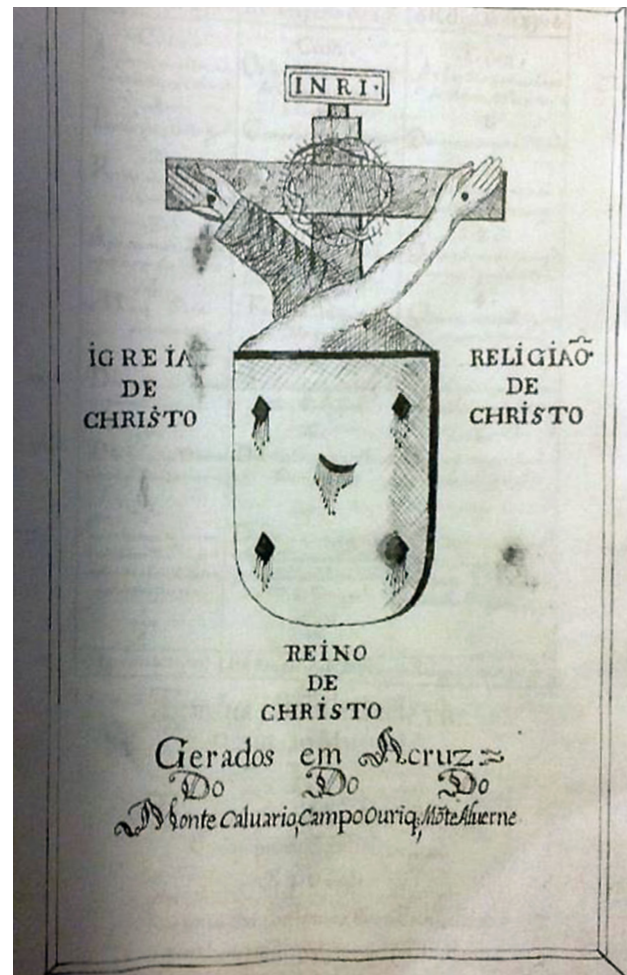 INRI·
IGREIA
DE
CHRISTO
RELIGIAÕ
DE
CHRISTO
REINO
DE
CHRISTO
Gerados em Acruz=
Do Do Do
Monte Caluario, Campo Ouriq, Mõte Aluerne